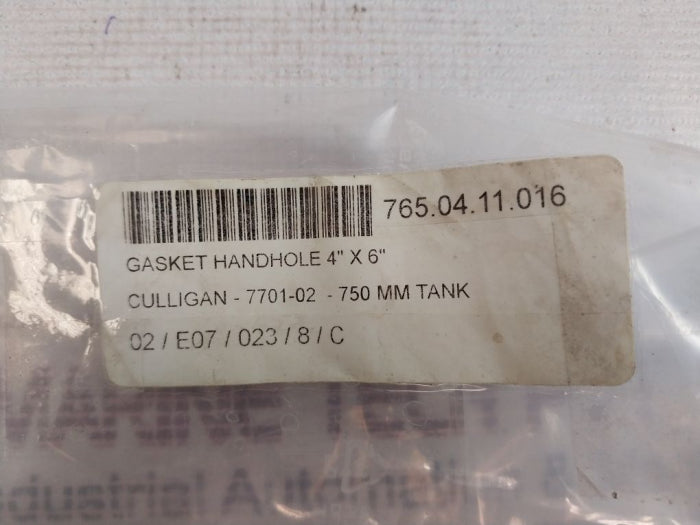 765.04.11.016
GASKET HANDHOLE 4" X 6"
CULLIGAN - 7701-02 - 750 MM TANK
02 / E07 / 023 / 8 / C
Industrial Automation